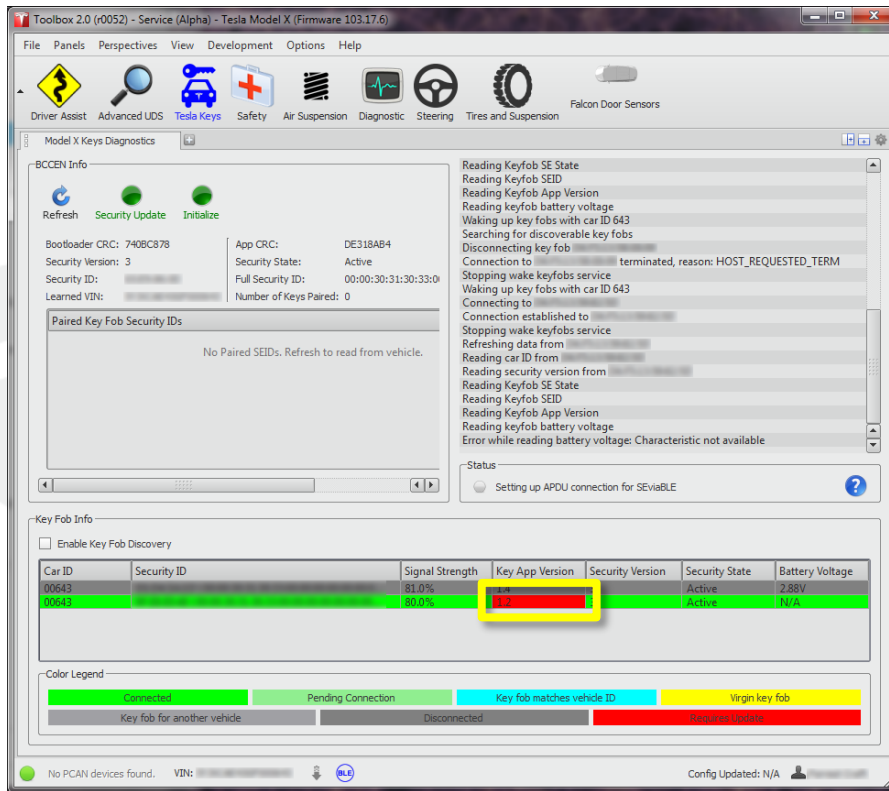 Toolbox 2.0 (r0052) - Service (Alpha) - Tesla Model X (Firmware 103.17.6)
File Panels Perspectives View Development Options Help
Driver Assist Advanced UDS Tesla Keys Safety Air Suspension Diagnostic Steering Tires and Suspension Falcon Door Sensors
Model X Keys Diagnostics
BCCEN Info
Refresh Security Update Initialize
Bootloader CRC: 740BC878 App CRC: DE318AB4
Security Version: 3 Security State: Active
Security ID: Full Security ID: 00:00:30:31:30:33:0
Learned VIN: Number of Keys Paired: 0
Paired Key Fob Security IDs
No Paired SEIDs. Refresh to read from vehicle.
Reading Keyfob SE State
Reading Keyfob SEID
Reading Keyfob App Version
Reading keyfob battery voltage
Waking up key fobs with car ID 643
Searching for discoverable key fobs
Disconnecting key fob
Connection to terminated, reason: HOST_REQUESTED_TERM
Stopping wake keyfobs service
Waking up key fobs with car ID 643
Connecting to
Connection established to
Stopping wake keyfobs service
Refreshing data from
Reading car ID from
Reading security version from
Reading Keyfob SE State
Reading Keyfob SEID
Reading Keyfob App Version
Reading keyfob battery voltage
Error while reading battery voltage: Characteristic not available
Status
Setting up APDU connection for SEviaBLE
Key Fob Info
Enable Key Fob Discovery
Car ID Security ID Signal Strength Key App Version Security Version Security State Battery Voltage
00643 81.0% 1.4 Active 2.88V
00643 80.0% 1.2 Active N/A
Color Legend
Connected Pending Connection Key fob matches vehicle ID Virgin key fob
Key fob for another vehicle Disconnected Requires Update
No PCAN devices found. VIN: BLE Config Updated: N/A